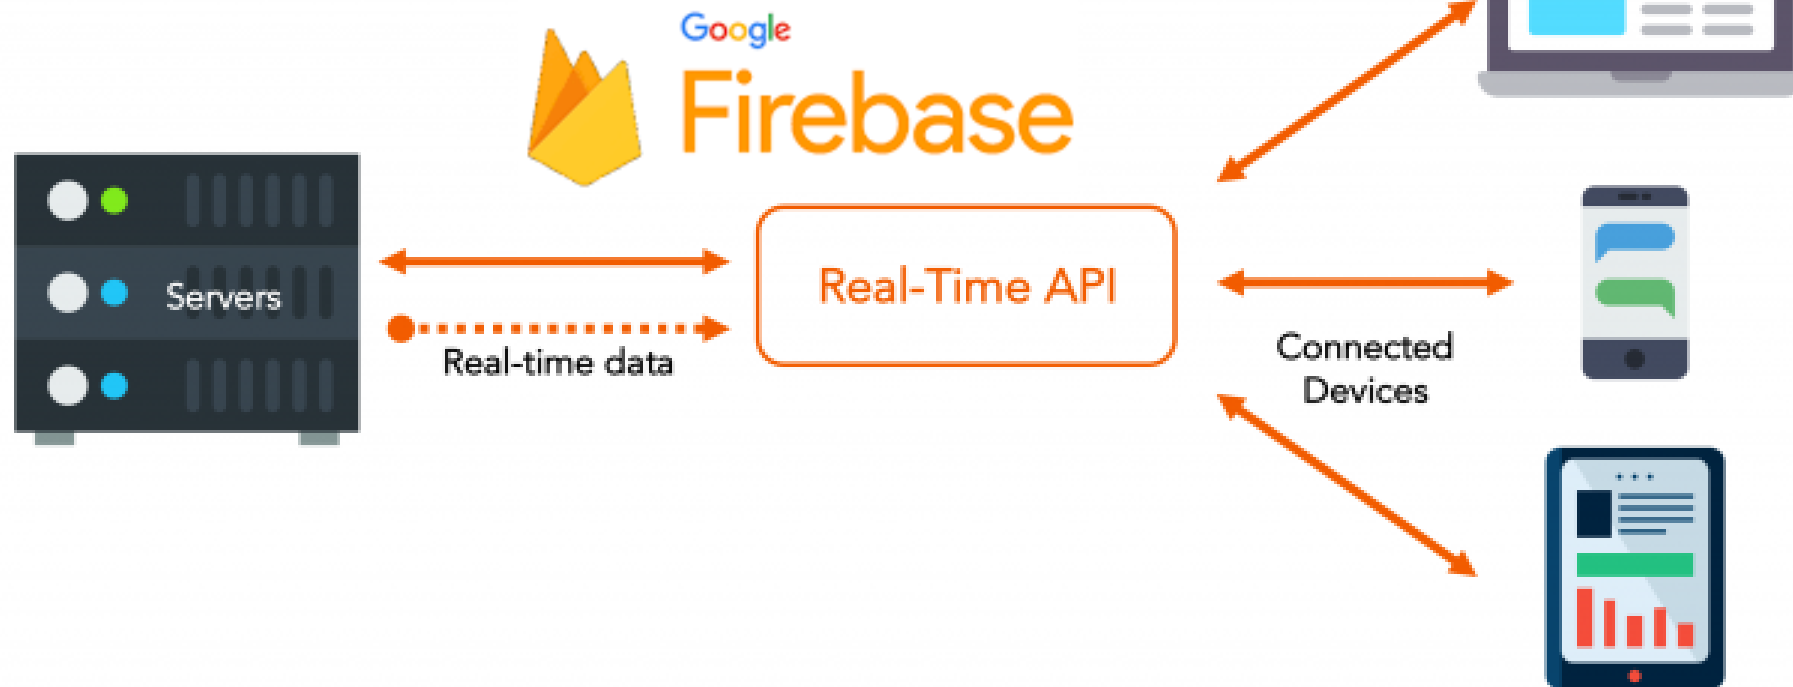 Google
Firebase
Servers
Real-time data
Real-Time API
Connected
Devices